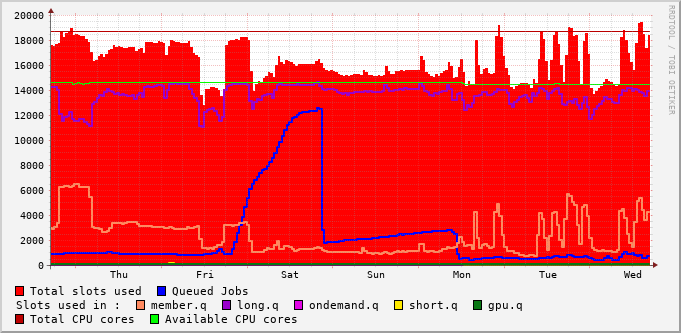 20000
18000
16000
14000
12000
10000
8000
6000
4000
2000
0
Thu Fri Sat Sun Mon Tue Wed
RRDTOOL / TOBI OETIKER
Total slots used Queued Jobs
Slots used in : member.q long.q ondemand.q short.q gpu.q
Total CPU cores Available CPU cores